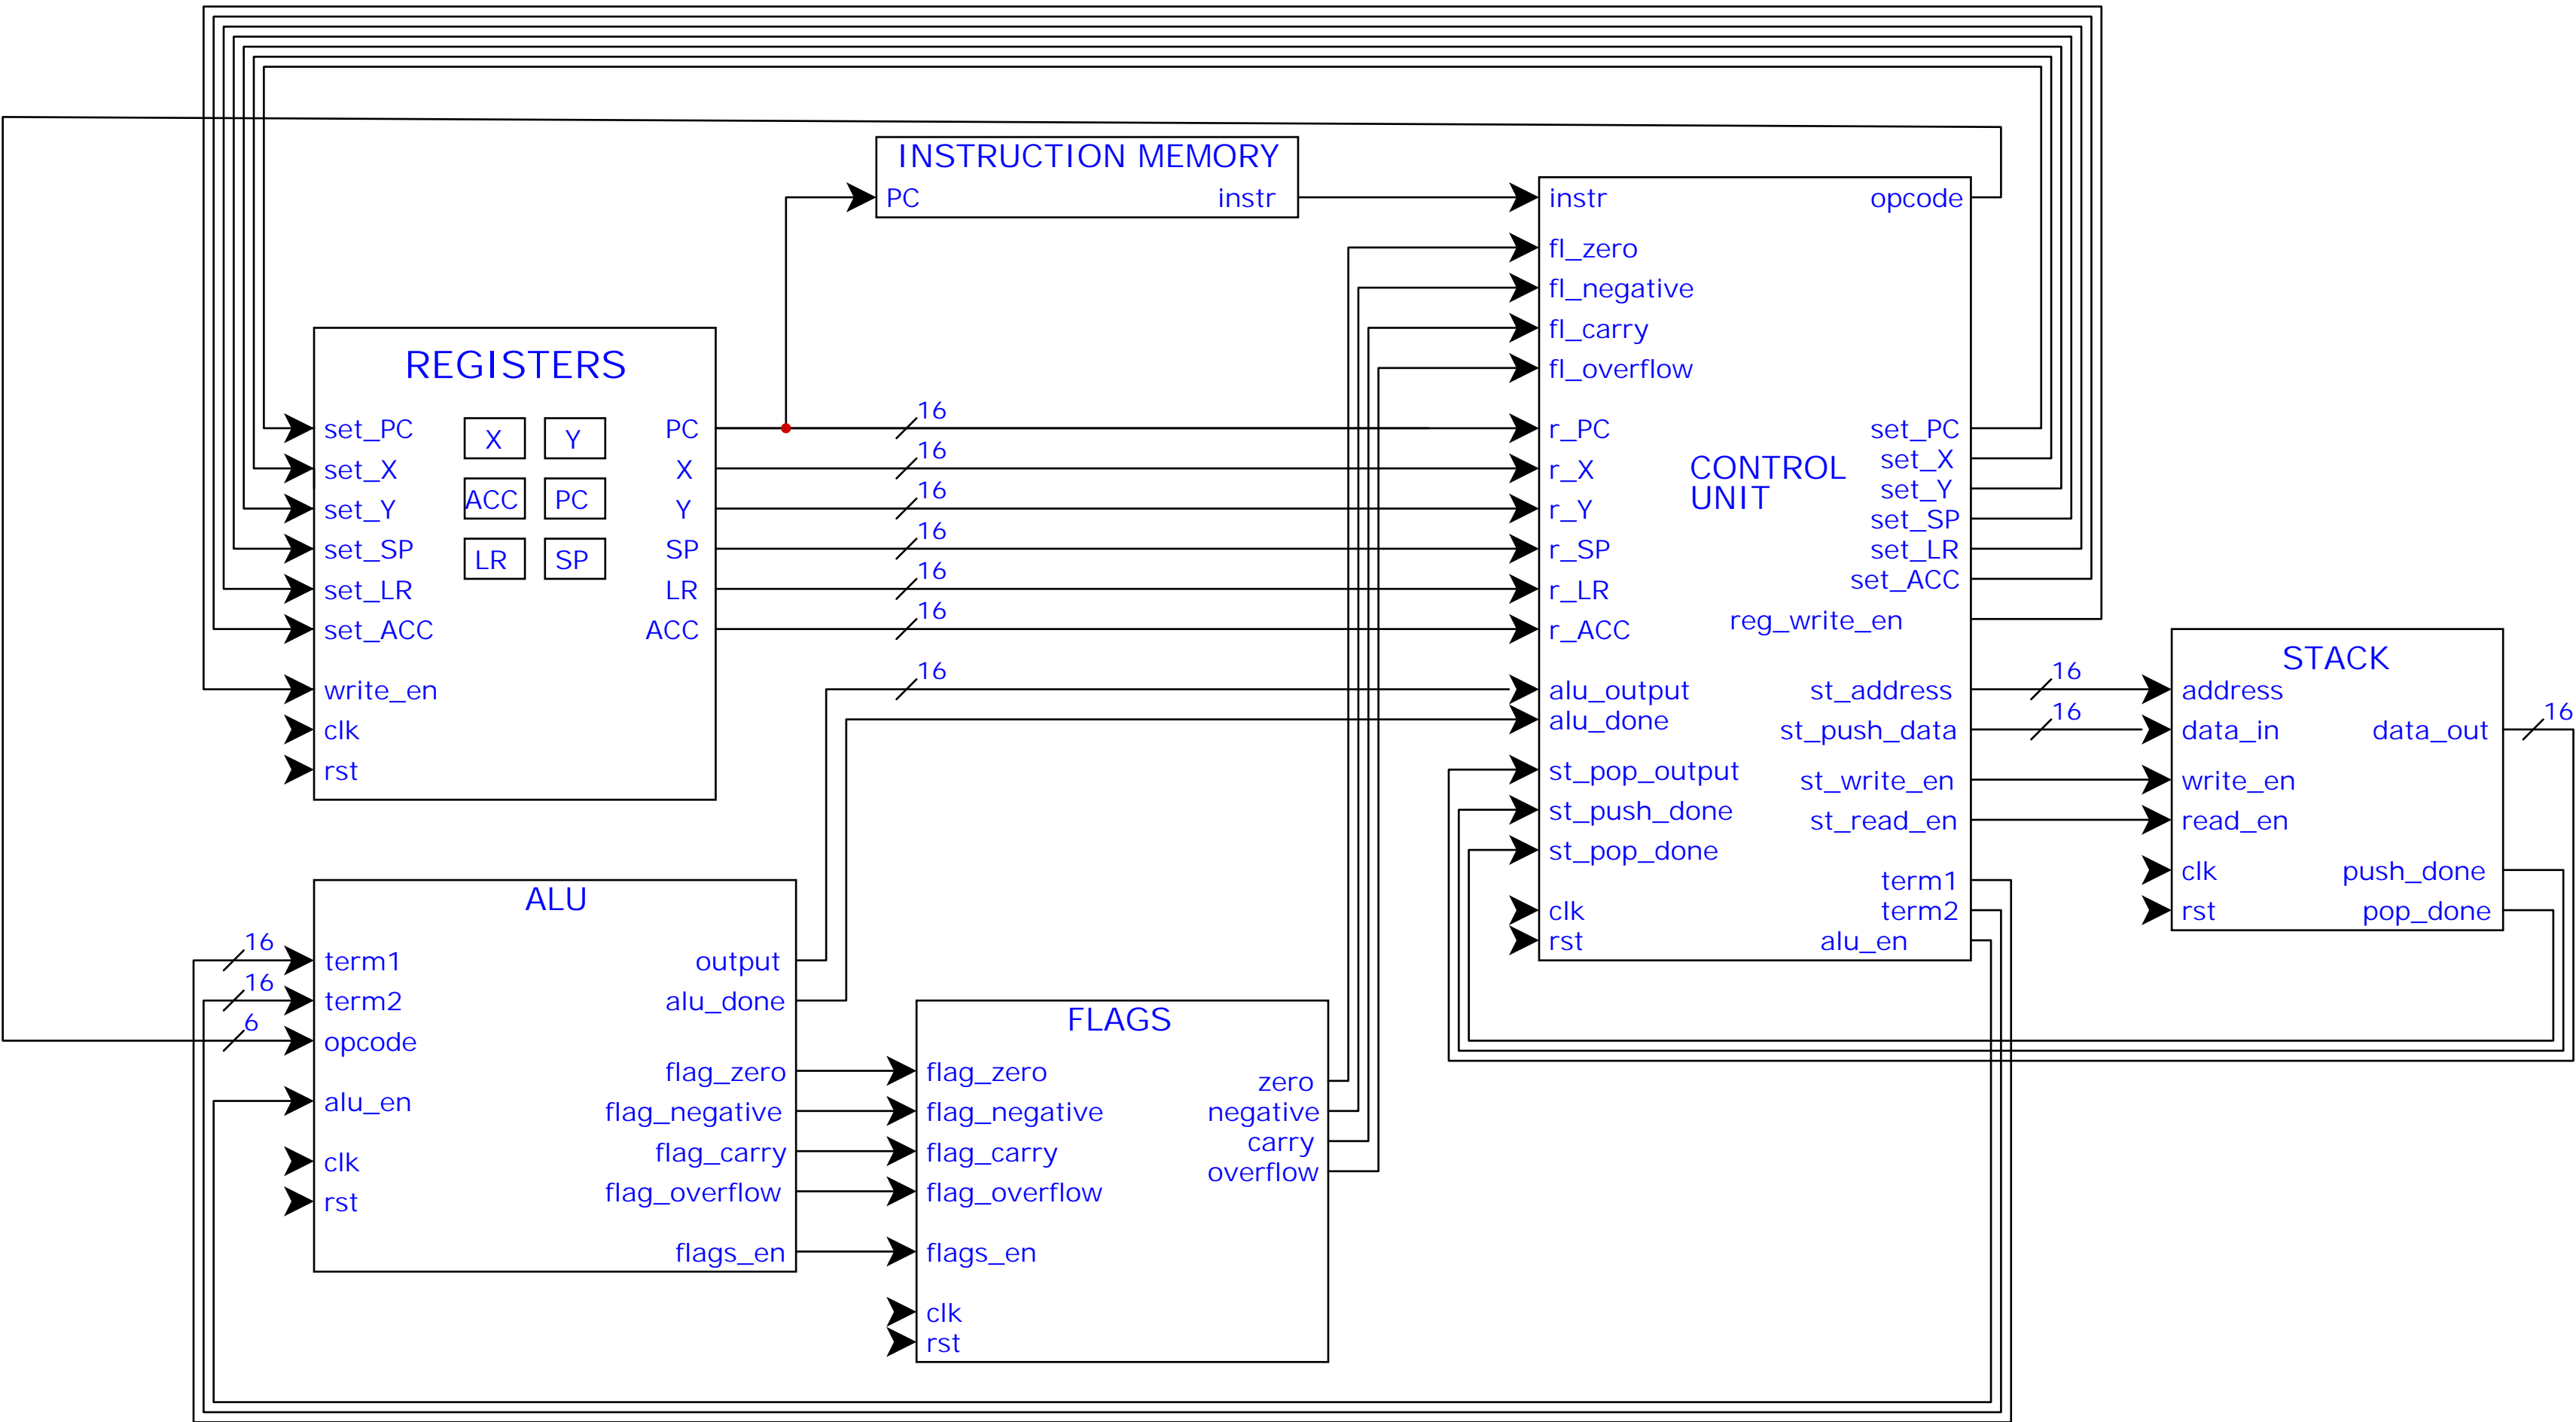 INSTRUCTION MEMORY
PC instr
REGISTERS
set_PC
set_X
set_Y
set_SP
set_LR
set_ACC
write_en
clk
rst
X Y
ACC PC
LR SP
PC
X
Y
SP
LR
ACC
16
16
16
16
16
16
16
CONTROL
UNIT
instr
fl_zero
fl_negative
fl_carry
fl_overflow
r_PC
r_X
r_Y
r_SP
r_LR
r_ACC
alu_output
alu_done
st_pop_output
st_push_done
st_pop_done
clk
rst
opcode
set_PC
set_X
set_Y
set_SP
set_LR
set_ACC
reg_write_en
st_address
st_push_data
st_write_en
st_read_en
term1
term2
alu_en
16
16
STACK
address
data_in
write_en
read_en
clk
rst
data_out
push_done
pop_done
16
ALU
16
16
6
term1
term2
opcode
alu_en
clk
rst
output
alu_done
flag_zero
flag_negative
flag_carry
flag_overflow
flags_en
FLAGS
flag_zero
flag_negative
flag_carry
flag_overflow
flags_en
clk
rst
zero
negative
carry
overflow